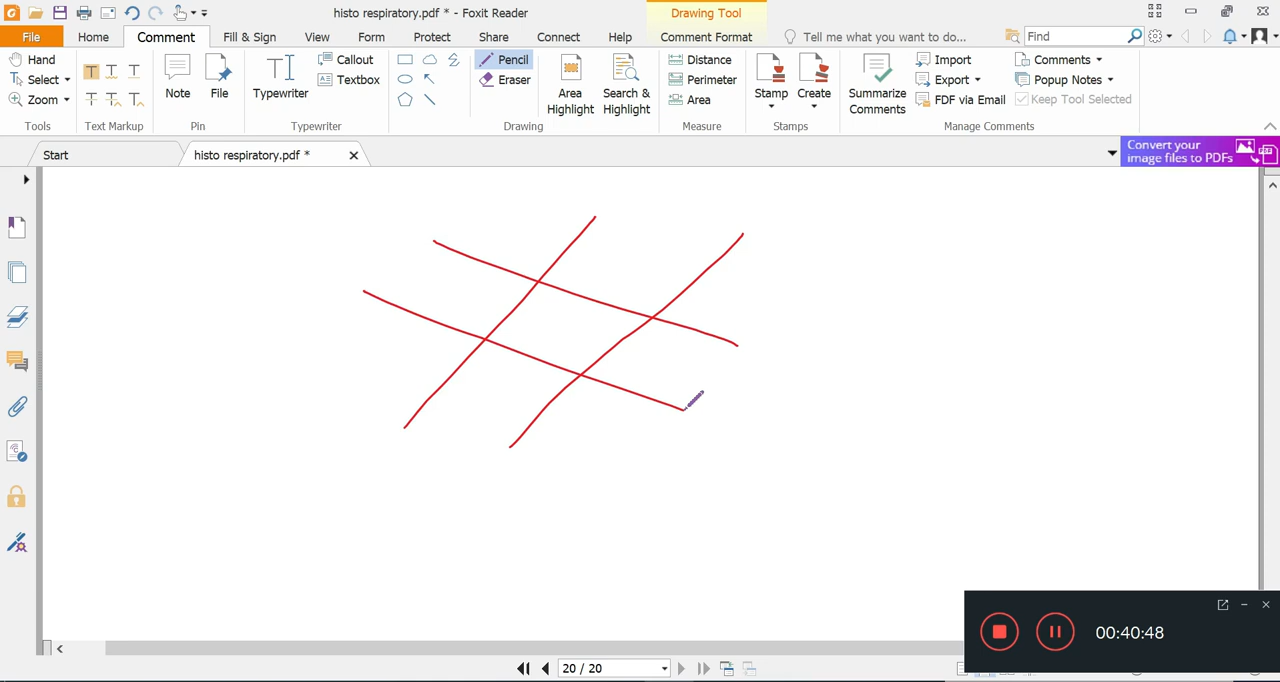 histo respiratory.pdf * - Foxit Reader
Drawing Tool
File
Home
Comment
Fill & Sign
View
Form
Protect
Share
Connect
Help
Comment Format
Tell me what you want to do...
Find
Hand
Select
Zoom
Tools
Text Markup
Note
File
Pin
Typewriter
Callout
Textbox
Typewriter
Pencil
Eraser
Area Highlight
Search & Highlight
Drawing
Distance
Perimeter
Area
Measure
Stamp
Create
Stamps
Summarize Comments
Import
Export
FDF via Email
Comments
Popup Notes
Keep Tool Selected
Manage Comments
Start
histo respiratory.pdf *
Convert your
image files to PDFs
20 / 20
00:40:48